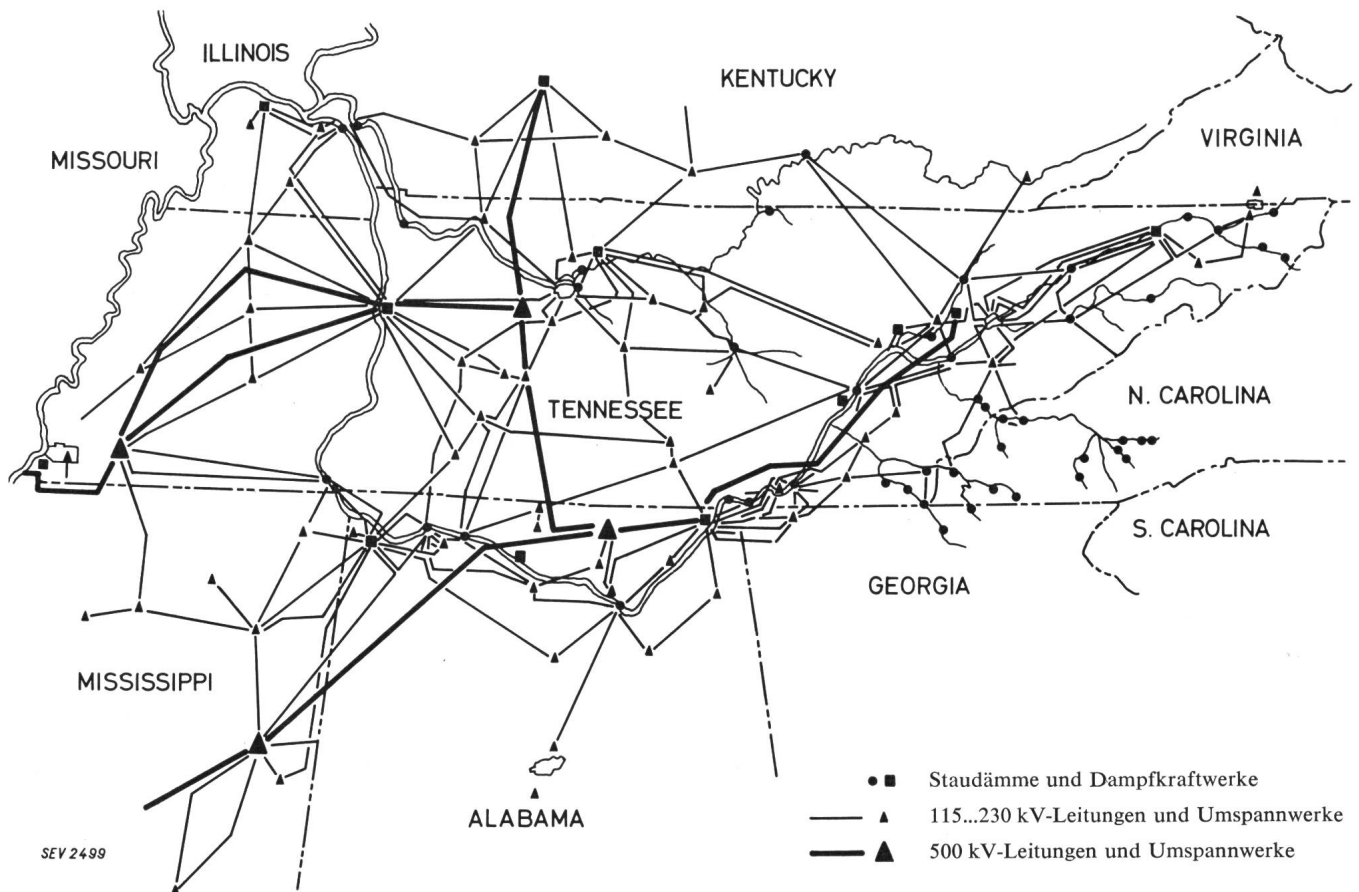 ILLINOIS
KENTUCKY
VIRGINIA
MISSOURI
TENNESSEE
N. CAROLINA
S. CAROLINA
GEORGIA
MISSISSIPPI
ALABAMA
Staudämme und Dampfkraftwerke
115...230 kV-Leitungen und Umspannwerke
500 kV-Leitungen und Umspannwerke
SEV 2499